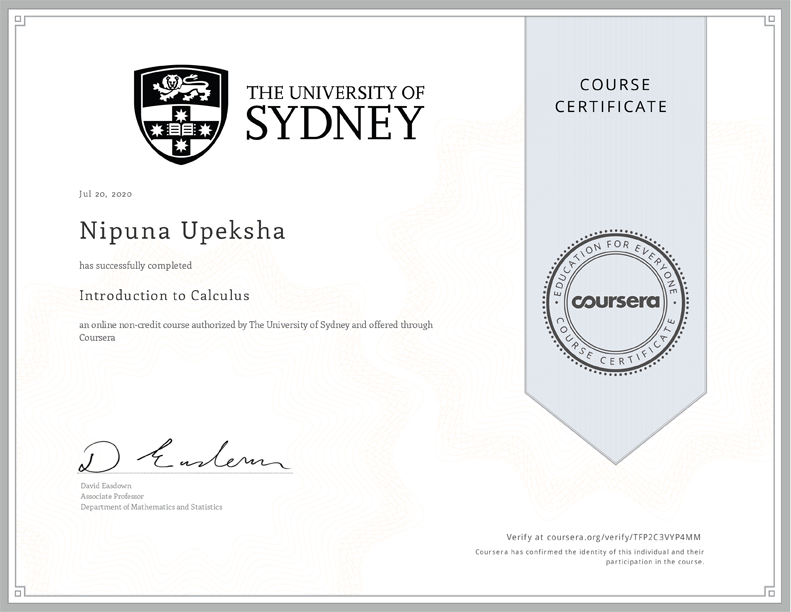 THE UNIVERSITY OF
SYDNEY
COURSE
CERTIFICATE
Jul 20, 2020
Nipuna Upeksha
has successfully completed
Introduction to Calculus
an online non-credit course authorized by The University of Sydney and offered through
Coursera
EDUCATION FOR EVERYONE
coursera
COURSE CERTIFICATE
D Easdown
David Easdown
Associate Professor
Department of Mathematics and Statistics
Verify at coursera.org/verify/TFP2C3VYP4MM
Coursera has confirmed the identity of this individual and their
participation in the course.